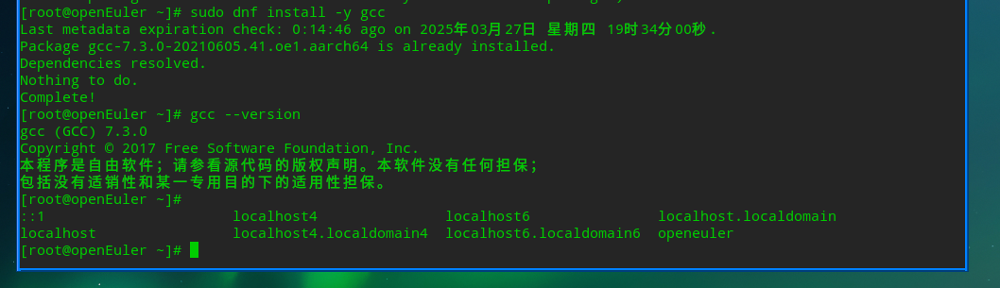 [root@openEuler ~]# sudo dnf install -y gcc
Last metadata expiration check: 0:14:46 ago on 2025年03月27日 星期四 19时34分00秒.
Package gcc-7.3.0-20210605.41.oe1.aarch64 is already installed.
Dependencies resolved.
Nothing to do.
Complete!
[root@openEuler ~]# gcc --version
gcc (GCC) 7.3.0
Copyright © 2017 Free Software Foundation, Inc.
本程序是自由软件；请参看源代码的版权声明。本软件没有任何担保；
包括没有适销性和某一专用目的下的适用性担保。
[root@openEuler ~]#
::1 localhost4 localhost6 localhost.localdomain
localhost localhost4.localdomain4 localhost6.localdomain6 openeuler
[root@openEuler ~]#